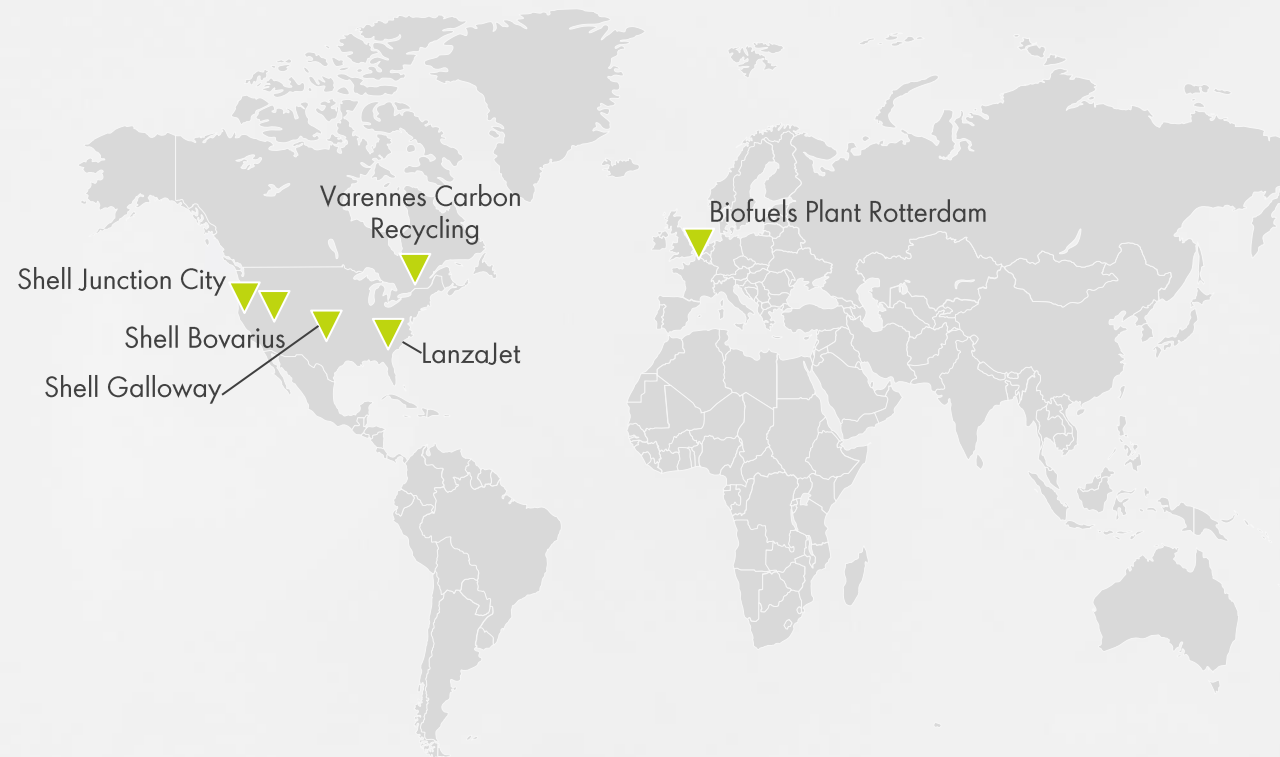 Varennes Carbon
Recycling
Biofuels Plant Rotterdam
Shell Junction City
Shell Bovarius
LanzaJet
Shell Galloway